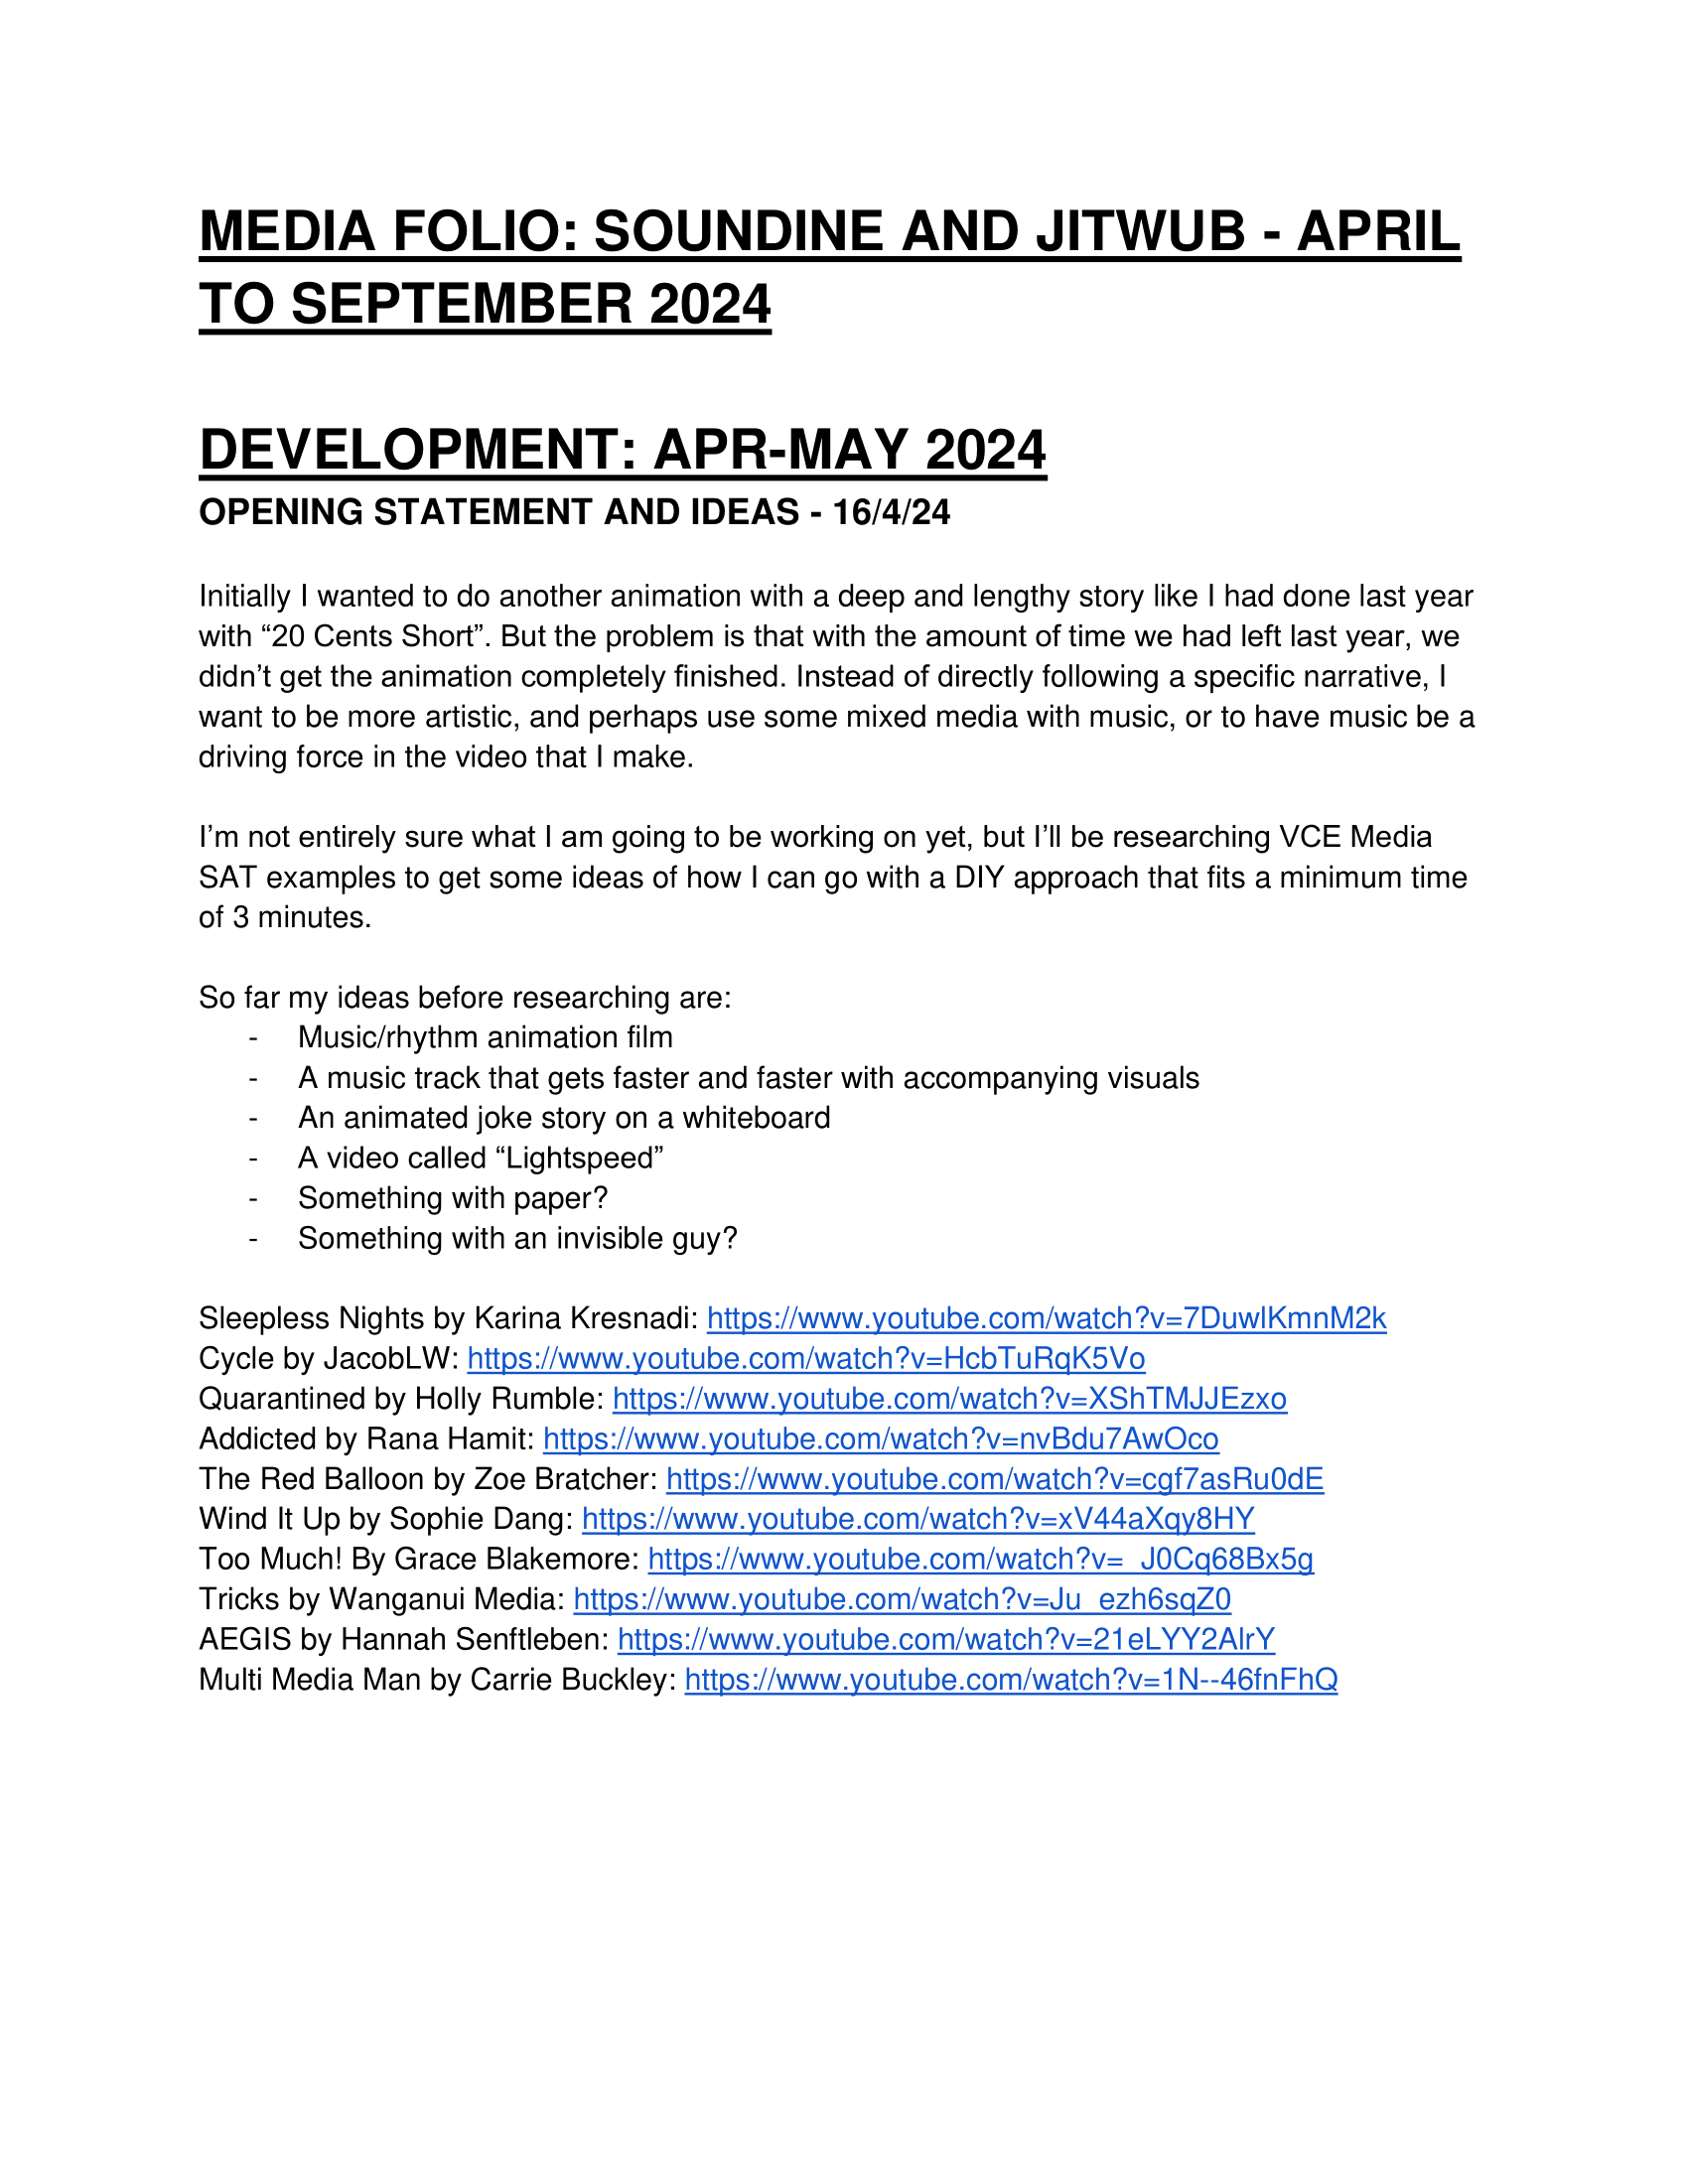 MEDIA FOLIO: SOUNDINE AND JITWUB - APRIL
TO SEPTEMBER 2024
DEVELOPMENT: APR-MAY 2024
OPENING STATEMENT AND IDEAS - 16/4/24
Initially I wanted to do another animation with a deep and lengthy story like I had done last year
with “20 Cents Short”. But the problem is that with the amount of time we had left last year, we
didn’t get the animation completely finished. Instead of directly following a specific narrative, I
want to be more artistic, and perhaps use some mixed media with music, or to have music be a
driving force in the video that I make.
I’m not entirely sure what I am going to be working on yet, but I’ll be researching VCE Media
SAT examples to get some ideas of how I can go with a DIY approach that fits a minimum time
of 3 minutes.
So far my ideas before researching are:
- Music/rhythm animation film
- A music track that gets faster and faster with accompanying visuals
- An animated joke story on a whiteboard
- A video called “Lightspeed”
- Something with paper?
- Something with an invisible guy?
Sleepless Nights by Karina Kresnadi: https://www.youtube.com/watch?v=7DuwlKmnM2k
Cycle by JacobLW: https://www.youtube.com/watch?v=HcbTuRqK5Vo
Quarantined by Holly Rumble: https://www.youtube.com/watch?v=XShTMJJEzxo
Addicted by Rana Hamit: https://www.youtube.com/watch?v=nvBdu7AwOco
The Red Balloon by Zoe Bratcher: https://www.youtube.com/watch?v=cgf7asRu0dE
Wind It Up by Sophie Dang: https://www.youtube.com/watch?v=xV44aXqy8HY
Too Much! By Grace Blakemore: https://www.youtube.com/watch?v=_J0Cq68Bx5g
Tricks by Wanganui Media: https://www.youtube.com/watch?v=Ju_ezh6sqZ0
AEGIS by Hannah Senftleben: https://www.youtube.com/watch?v=21eLYY2AlrY
Multi Media Man by Carrie Buckley: https://www.youtube.com/watch?v=1N--46fnFhQ